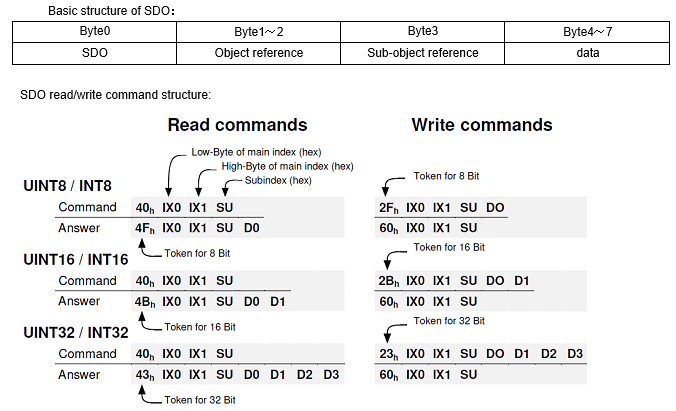 Basic structure of SDO：
Byte0 Byte1～2 Byte3 Byte4～7
SDO Object reference Sub-object reference data
SDO read/write command structure:
Read commands Write commands
Low-Byte of main index (hex)
High-Byte of main index (hex)
Subindex (hex)
Token for 8 Bit
UINT8 / INT8
Command 40h IX0 IX1 SU 2Fh IX0 IX1 SU DO
Answer 4Fh IX0 IX1 SU D0 60h IX0 IX1 SU
Token for 8 Bit Token for 16 Bit
UINT16 / INT16
Command 40h IX0 IX1 SU 2Bh IX0 IX1 SU DO D1
Answer 4Bh IX0 IX1 SU D0 D1 60h IX0 IX1 SU
Token for 16 Bit Token for 32 Bit
UINT32 / INT32
Command 40h IX0 IX1 SU 23h IX0 IX1 SU DO D1 D2 D3
Answer 43h IX0 IX1 SU D0 D1 D2 D3 60h IX0 IX1 SU
Token for 32 Bit